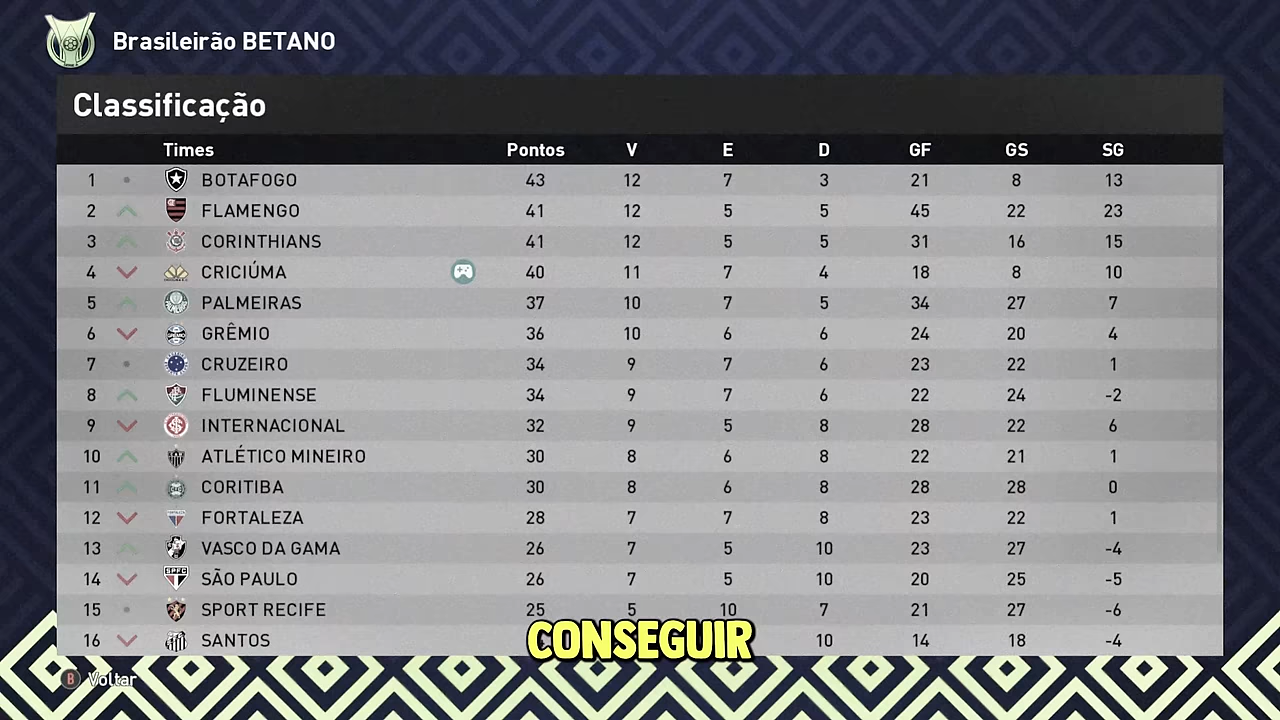 Brasileirão BETANO
Classificação
Times Pontos V E D GF GS SG
1 BOTAFOGO 43 12 7 3 21 8 13
2 FLAMENGO 41 12 5 5 45 22 23
3 CORINTHIANS 41 12 5 5 31 16 15
4 CRICIÚMA 40 11 7 4 18 8 10
5 PALMEIRAS 37 10 7 5 34 27 7
6 GRÊMIO 36 10 6 6 24 20 4
7 CRUZEIRO 34 9 7 6 23 22 1
8 FLUMINENSE 34 9 7 6 22 24 -2
9 INTERNACIONAL 32 9 5 8 28 22 6
10 ATLÉTICO MINEIRO 30 8 6 8 22 21 1
11 CORITIBA 30 8 6 8 28 28 0
12 FORTALEZA 28 7 7 8 23 22 1
13 VASCO DA GAMA 26 7 5 10 23 27 -4
14 SÃO PAULO 26 7 5 10 20 25 -5
15 SPORT RECIFE 25 5 10 7 21 27 -6
16 SANTOS 10 14 18 -4
CONSEGUIR
B Voltar